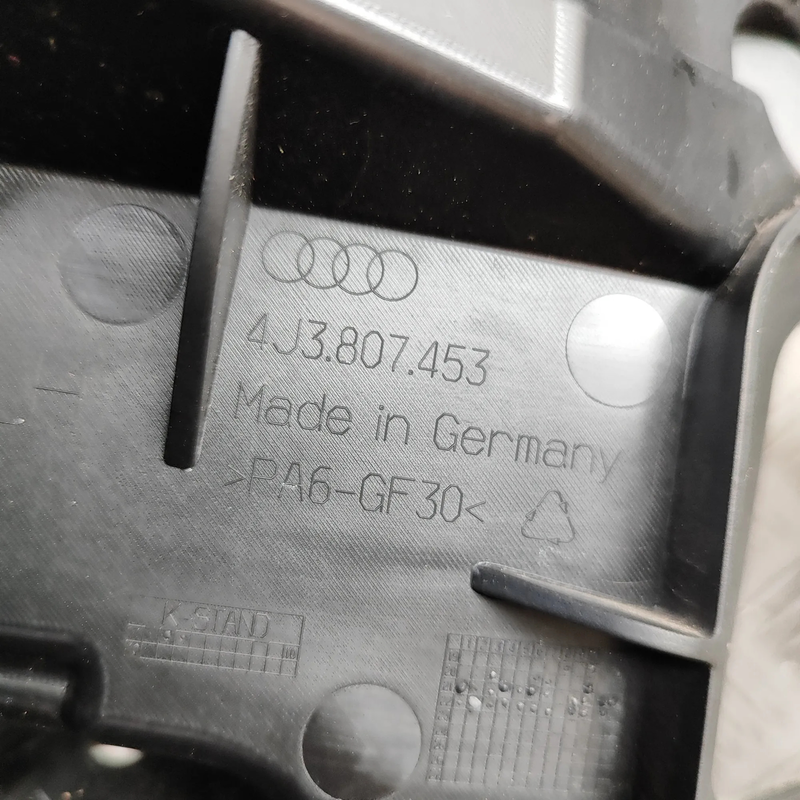 4J3.807.453
Made in Germany
>PA6-GF30<
K-STAND